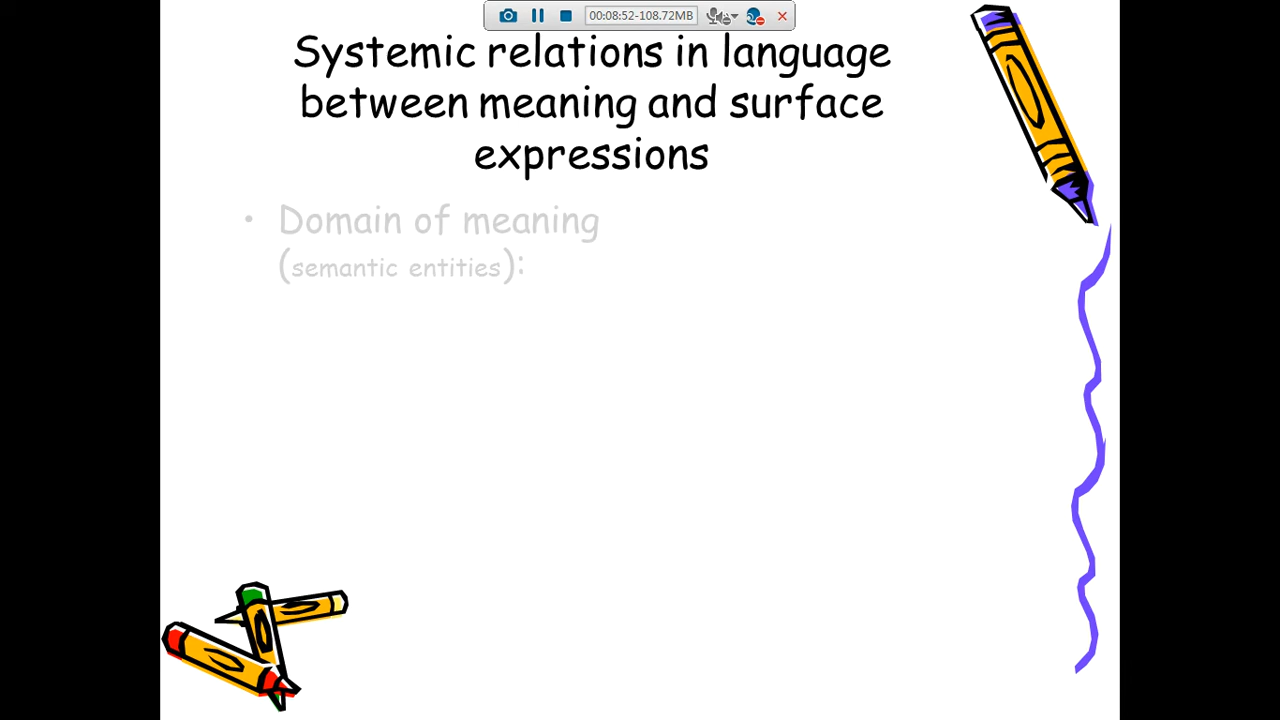 00:08:52-108.72MB
Systemic relations in language
between meaning and surface
expressions
• Domain of meaning
(semantic entities):